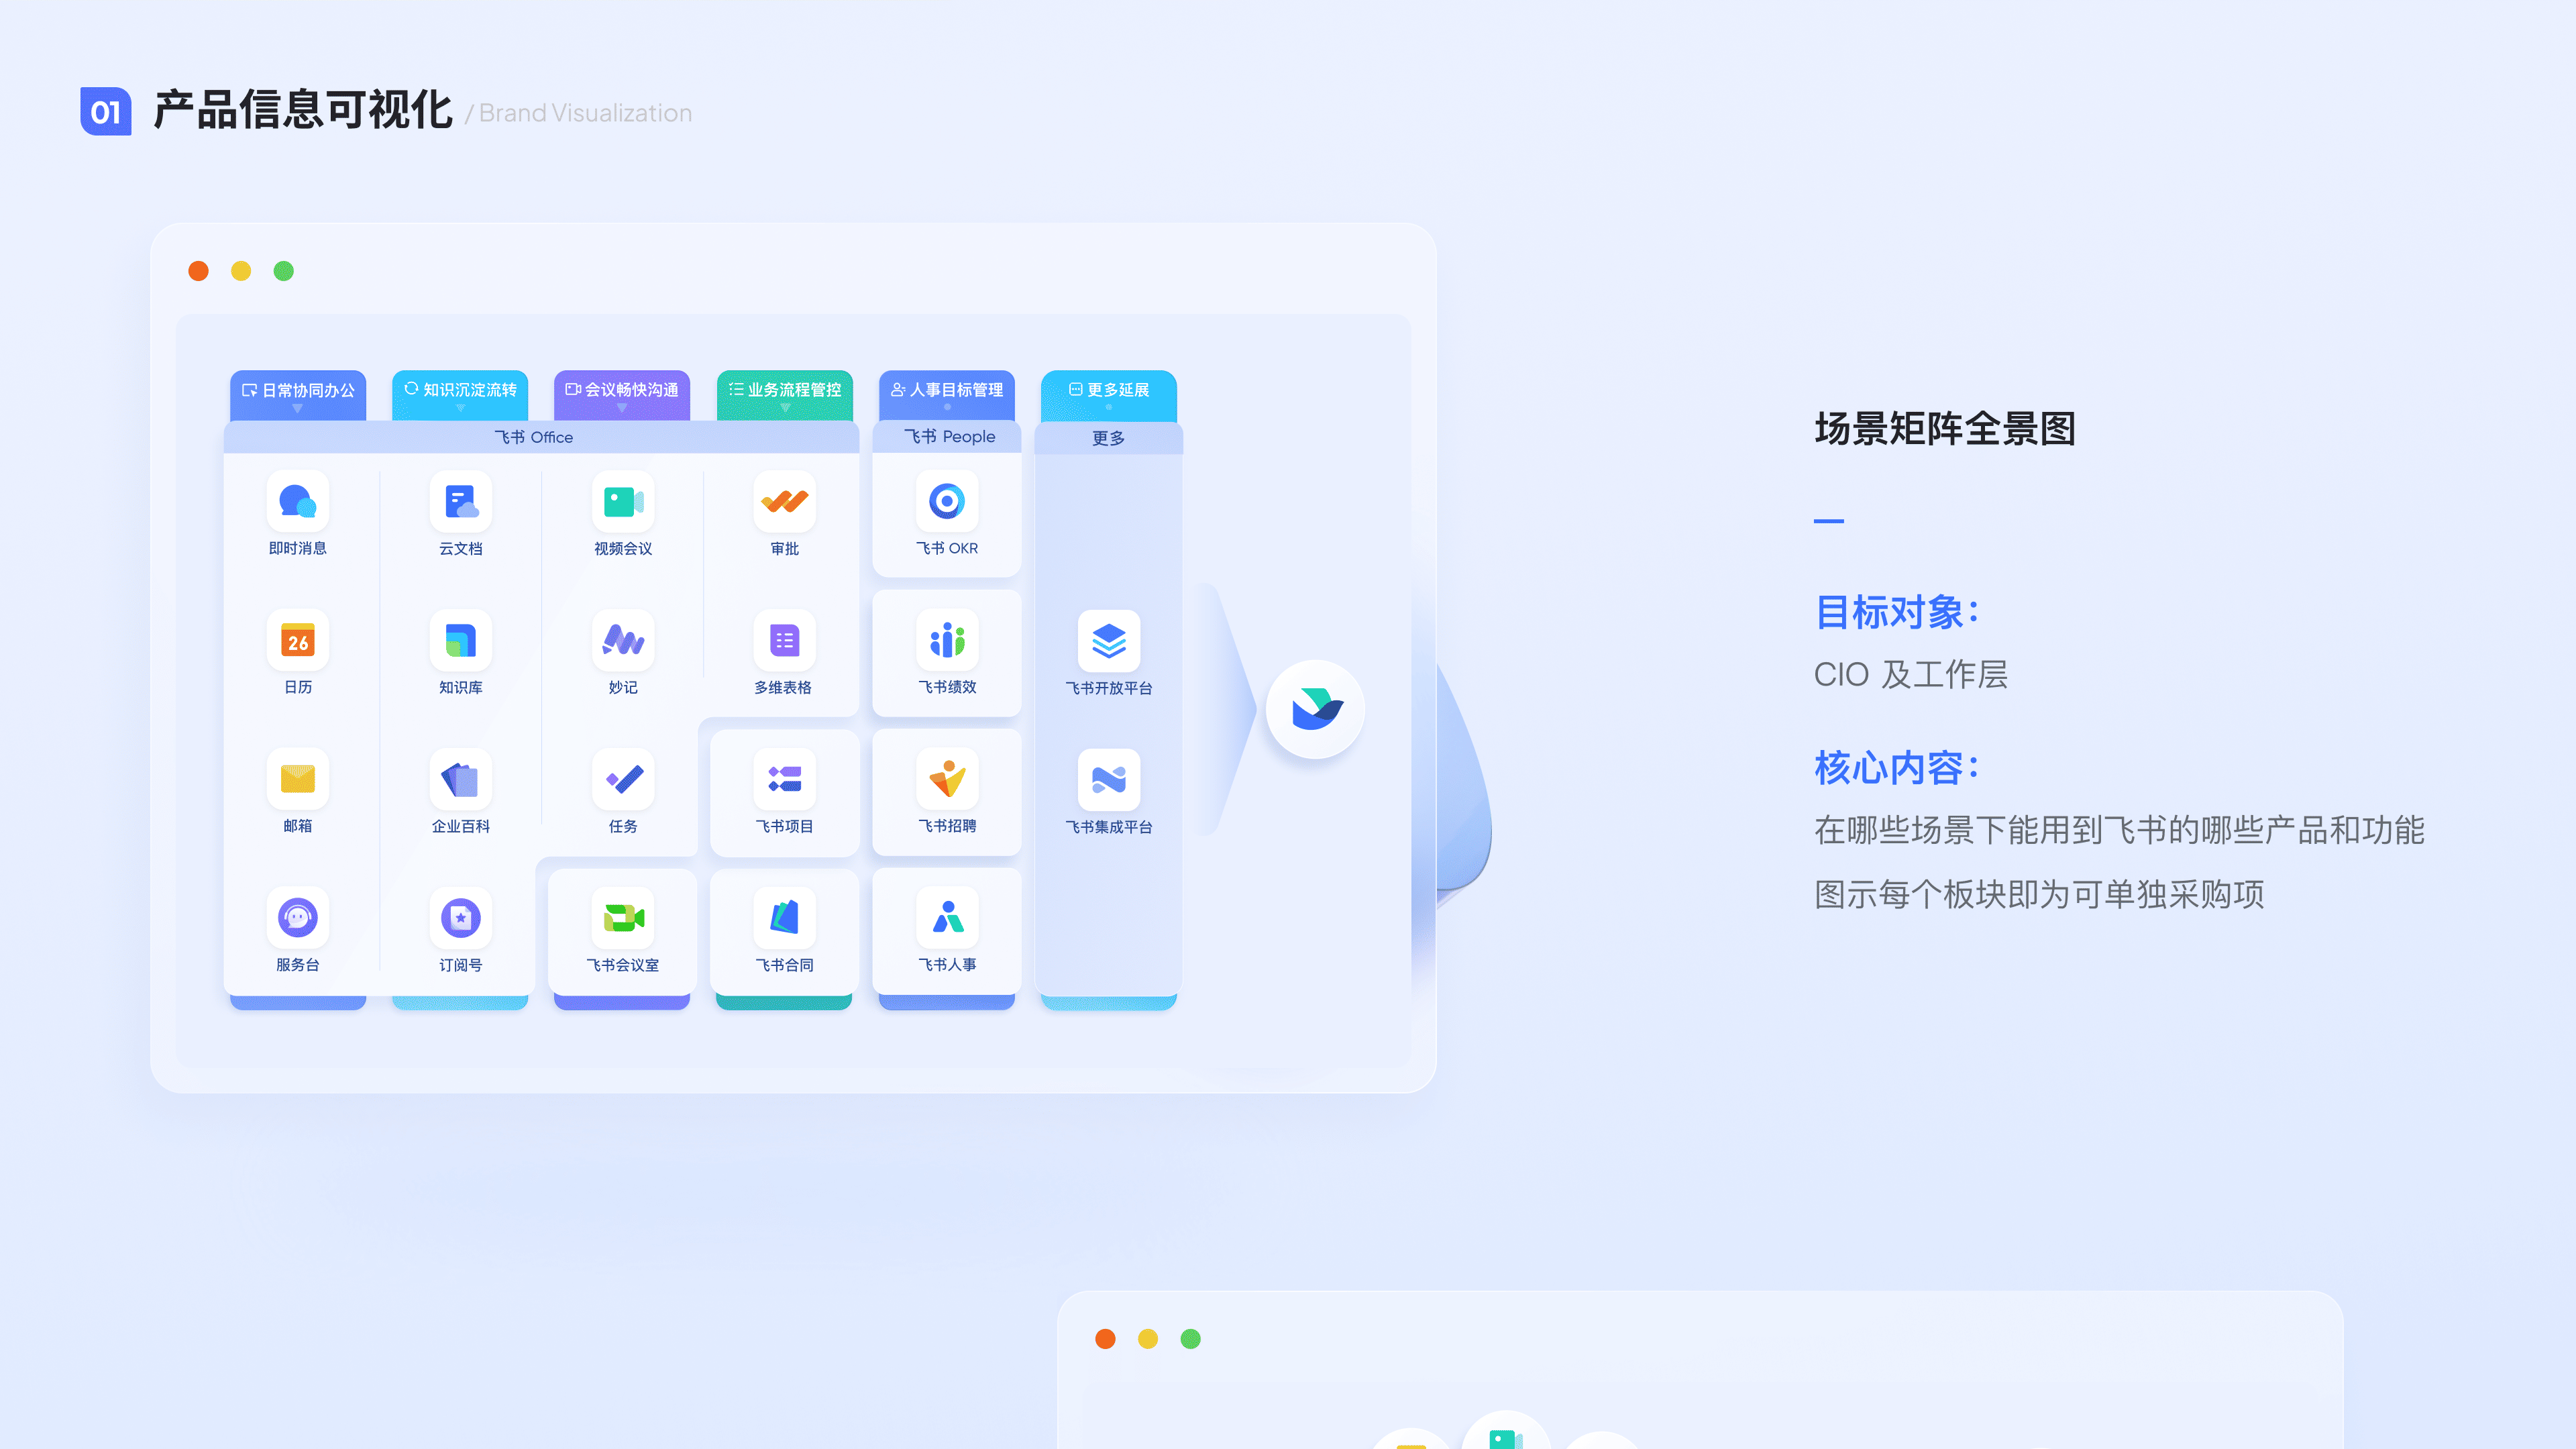 01
产品信息可视化 / Brand Visualization
日常协同办公
知识沉淀流转
会议畅快沟通
业务流程管控
人事目标管理
更多延展
飞书 Office
飞书 People
更多
即时消息
云文档
视频会议
审批
飞书 OKR
26
日历
知识库
妙记
多维表格
飞书绩效
飞书开放平台
邮箱
企业百科
任务
飞书项目
飞书招聘
飞书集成平台
服务台
订阅号
飞书会议室
飞书合同
飞书人事
场景矩阵全景图
目标对象：
CIO 及工作层
核心内容：
在哪些场景下能用到飞书的哪些产品和功能
图示每个板块即为可单独采购项